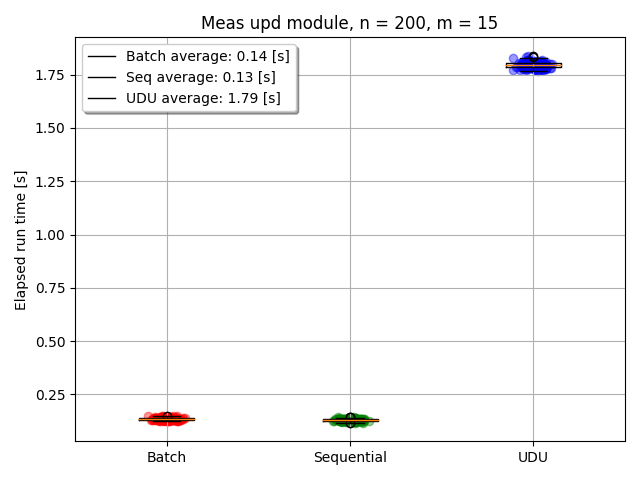 Meas upd module, n = 200, m = 15
Batch average: 0.14 [s]
Seq average: 0.13 [s]
UDU average: 1.79 [s]
Elapsed run time [s]
1.75
1.50
1.25
1.00
0.75
0.50
0.25
Batch
Sequential
UDU